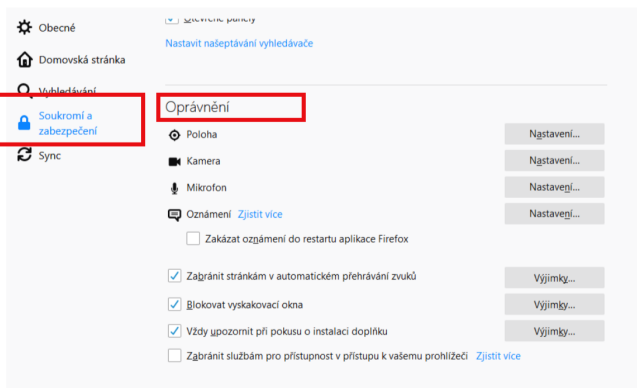 Obecné
Domovská stránka
Vyhledávání
Soukromí a
zabezpečení
Sync
Otevřené panely
Nastavit našeptávání vyhledávače
Oprávnění
Poloha Nastavení...
Kamera Nastavení...
Mikrofon Nastavení...
Oznámení Zjistit více Nastavení...
Zakázat oznámení do restartu aplikace Firefox
Zabránit stránkám v automatickém přehrávání zvuků Výjimky...
Blokovat vyskakovací okna Výjimky...
Vždy upozornit při pokusu o instalaci doplňku Výjimky...
Zabránit službám pro přístupnost v přístupu k vašemu prohlížeči Zjistit více